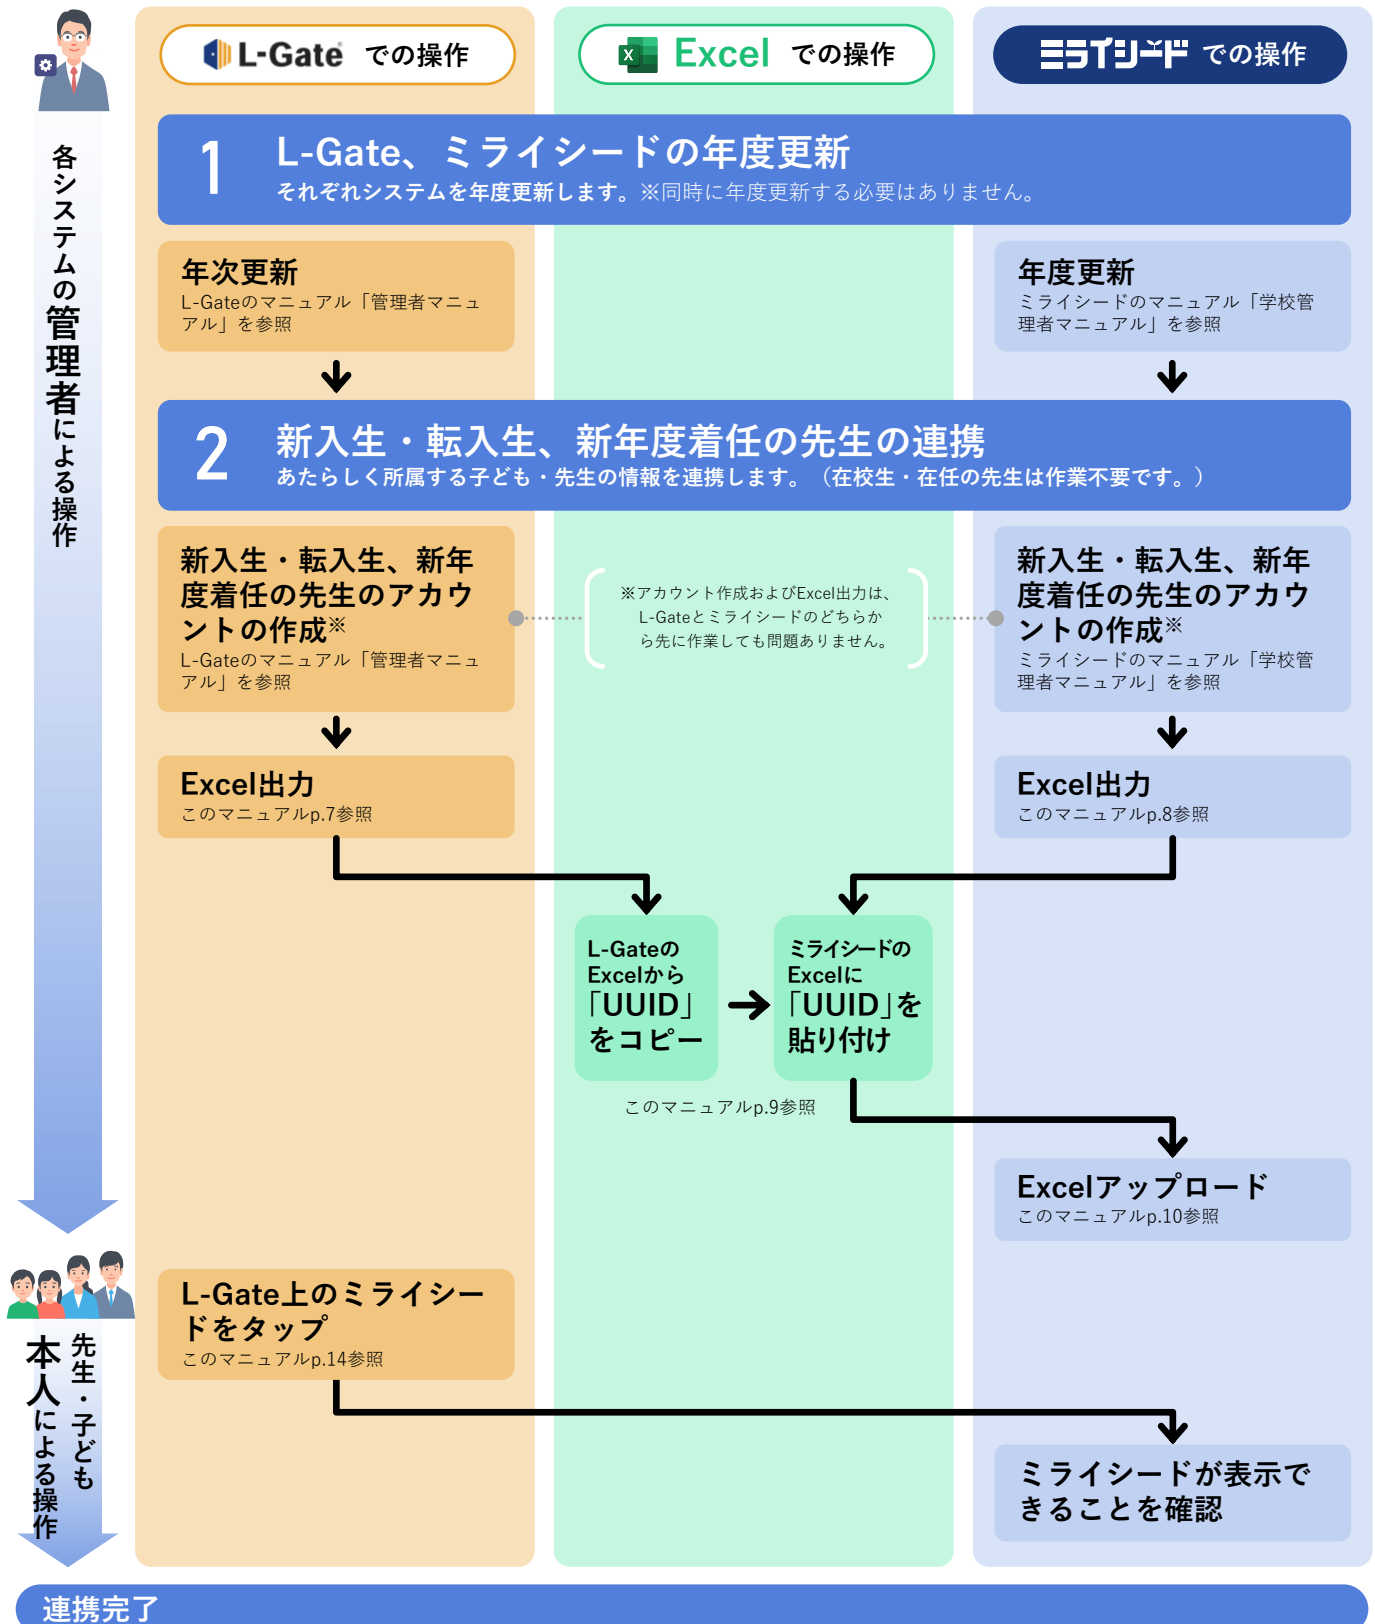 L-Gate での操作
Excel での操作
ミライシード での操作
各システムの管理者による操作
1 L-Gate、ミライシードの年度更新
それぞれシステムを年度更新します。※同時に年度更新する必要はありません。
年次更新
L-Gateのマニュアル「管理者マニュ
アル」を参照
年度更新
ミライシードのマニュアル「学校管
理者マニュアル」を参照
2 新入生・転入生、新年度着任の先生の連携
あたらしく所属する子ども・先生の情報を連携します。（在校生・在任の先生は作業不要です。）
新入生・転入生、新年
度着任の先生のアカウ
ントの作成※
L-Gateのマニュアル「管理者マニュ
アル」を参照
※アカウント作成およびExcel出力は、
L-Gateとミライシードのどちらか
ら先に作業しても問題ありません。
新入生・転入生、新年
度着任の先生のアカウ
ントの作成※
ミライシードのマニュアル「学校管
理者マニュアル」を参照
Excel出力
このマニュアルp.7参照
Excel出力
このマニュアルp.8参照
L-Gateの
Excelから
「UUID」
をコピー
ミライシードの
Excelに
「UUID」を
貼り付け
このマニュアルp.9参照
Excelアップロード
このマニュアルp.10参照
先生・子ども
本人による操作
L-Gate上のミライシー
ドをタップ
このマニュアルp.14参照
ミライシードが表示で
きることを確認
連携完了